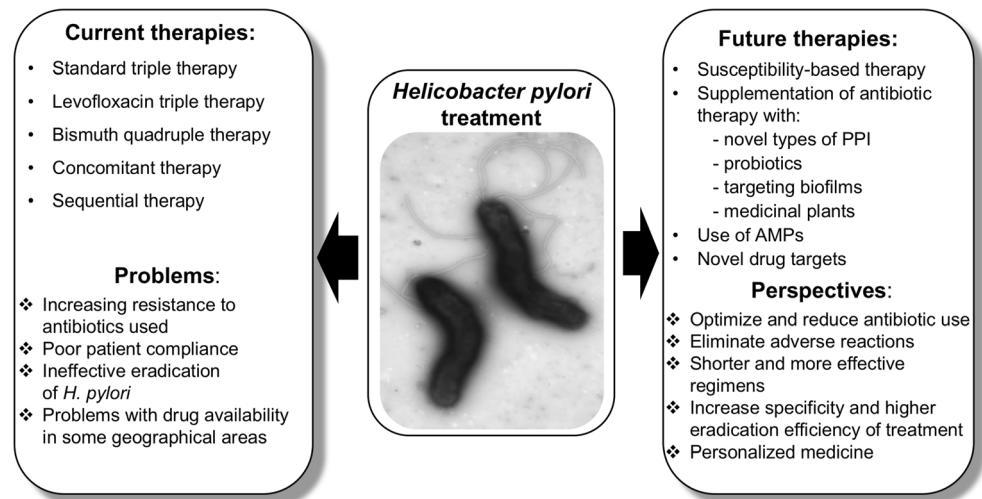 Current therapies:
• Standard triple therapy
• Levofloxacin triple therapy
• Bismuth quadruple therapy
• Concomitant therapy
• Sequential therapy
Problems:
❖ Increasing resistance to
antibiotics used
❖ Poor patient compliance
❖ Ineffective eradication
of H. pylori
❖ Problems with drug availability
in some geographical areas
Helicobacter pylori
treatment
Future therapies:
• Susceptibility-based therapy
• Supplementation of antibiotic
therapy with:
- novel types of PPI
- probiotics
- targeting biofilms
- medicinal plants
• Use of AMPs
• Novel drug targets
Perspectives:
❖ Optimize and reduce antibiotic use
❖ Eliminate adverse reactions
❖ Shorter and more effective
regimens
❖ Increase specificity and higher
eradication efficiency of treatment
❖ Personalized medicine